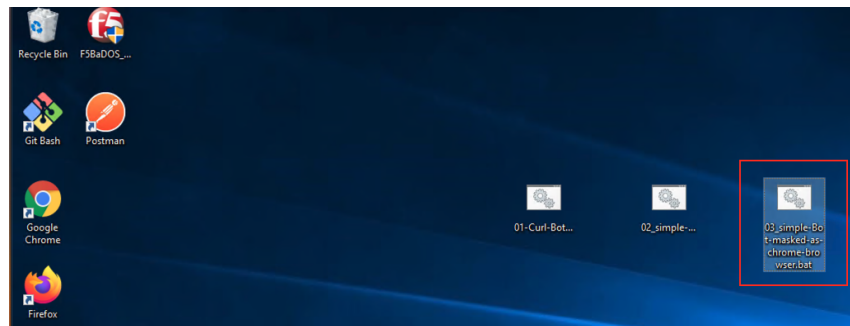 Recycle Bin
F5BaDOS_...
Git Bash
Postman
Google
Chrome
01-Curl-Bot...
02_simple-...
03_simple-Bo
t-masked-as-
chrome-bro
wser.bat
Firefox